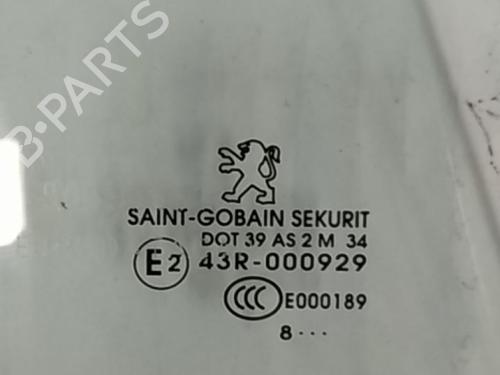 B-PARTS
SAINT-GOBAIN SEKURIT
DOT 39 AS 2 M 34
E2 43R-000929
CCC E000189
8 ···